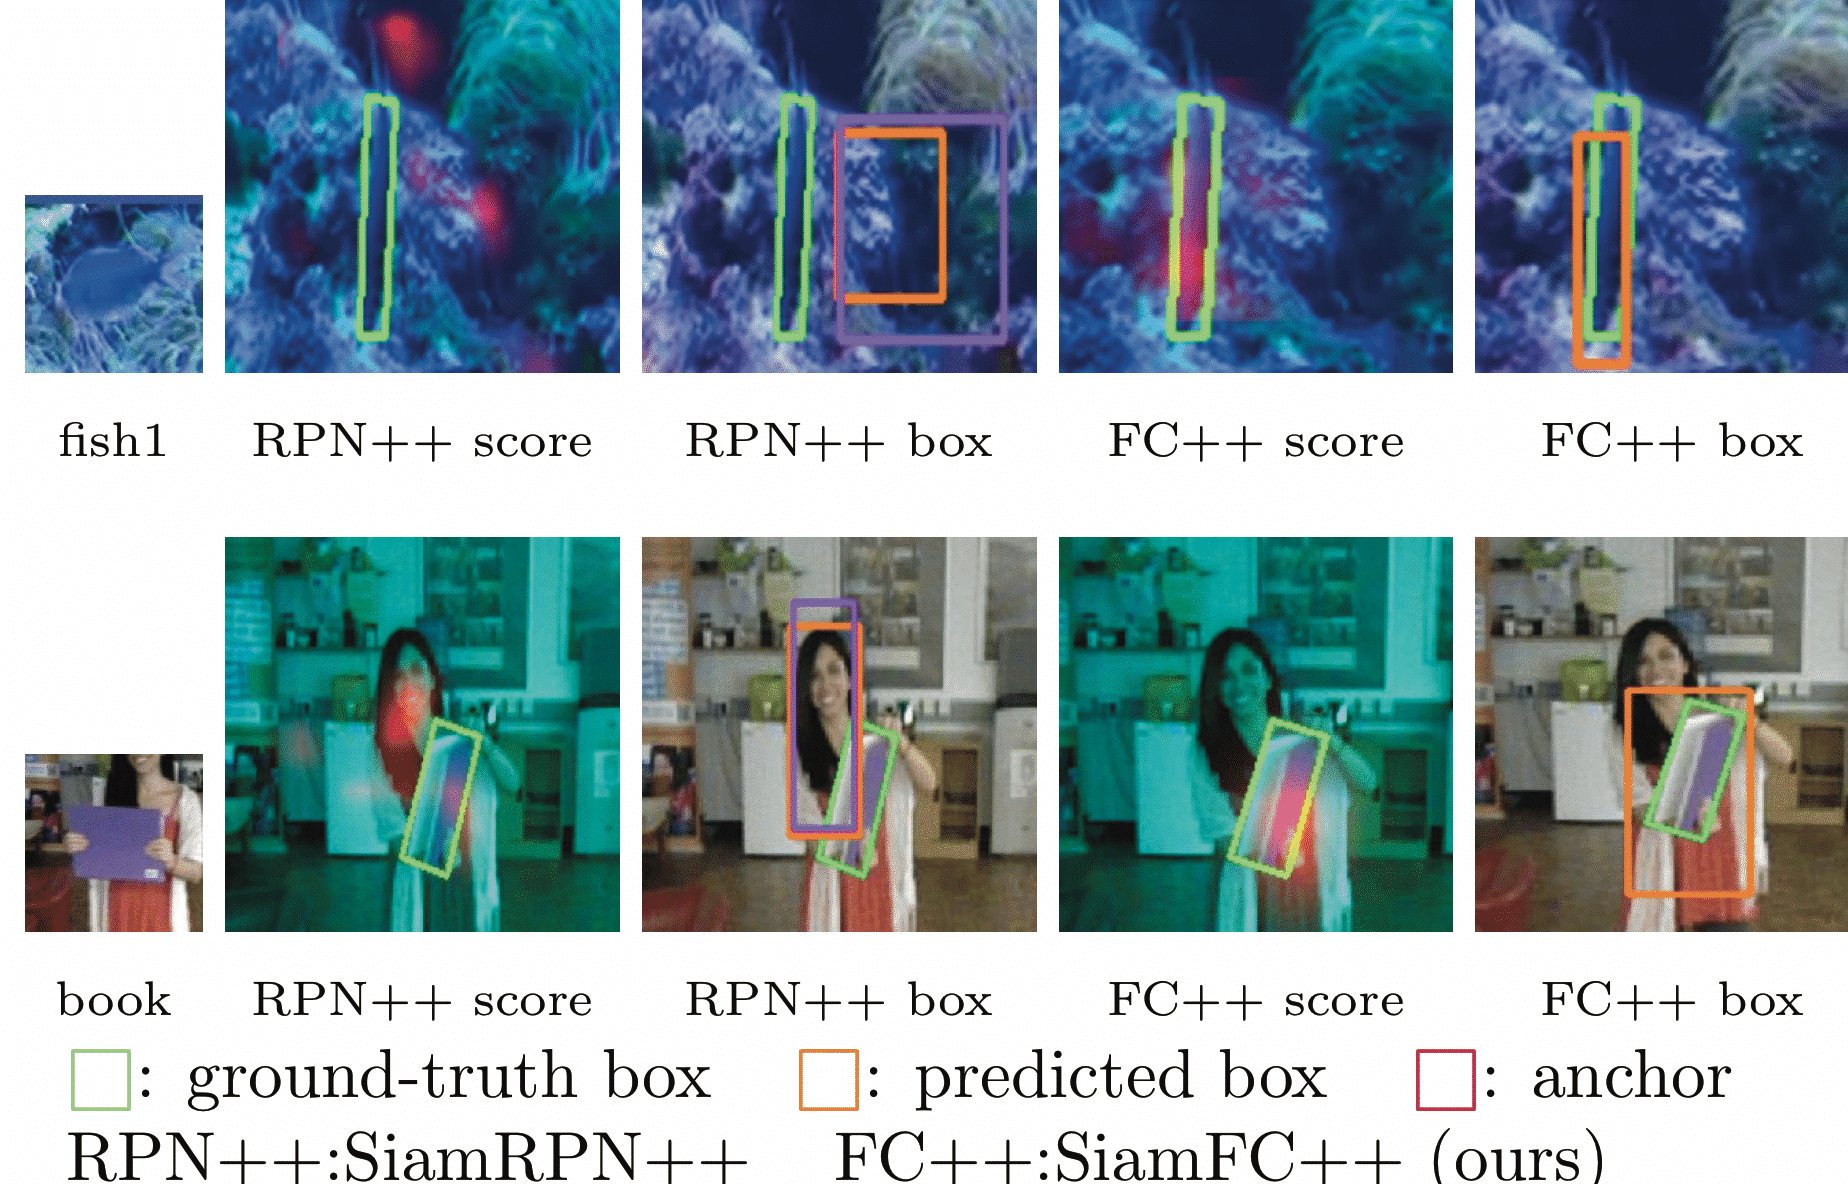 fish1 RPN++ score RPN++ box FC++ score FC++ box
book RPN++ score RPN++ box FC++ score FC++ box
: ground-truth box : predicted box : anchor
RPN++:SiamRPN++ FC++:SiamFC++ (ours)